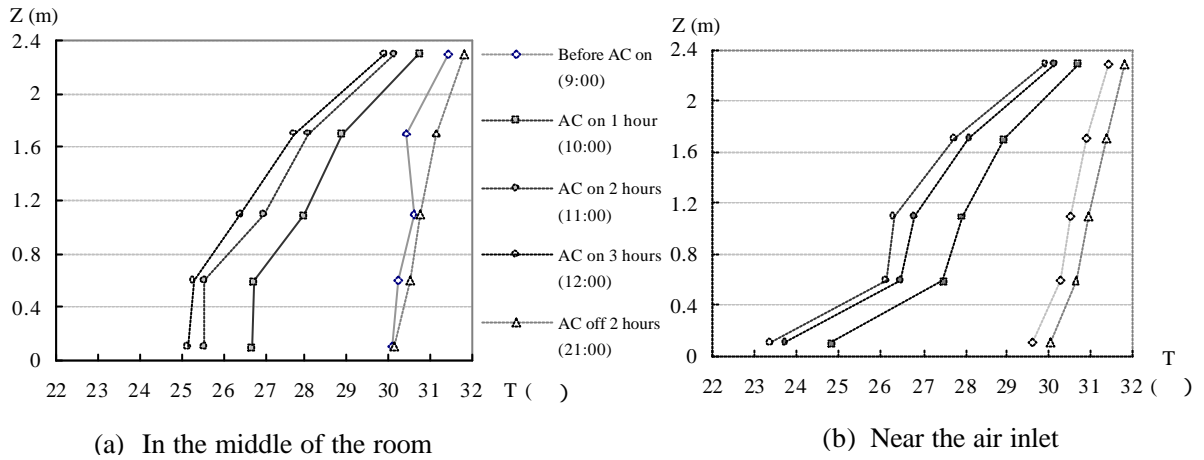 Z (m)
2.4
2
1.6
1.2
0.8
0.4
0
22 23 24 25 26 27 28 29 30 31 32 T ( )
Before AC on
(9:00)
AC on 1 hour
(10:00)
AC on 2 hours
(11:00)
AC on 3 hours
(12:00)
AC off 2 hours
(21:00)
(a) In the middle of the room
Z (m)
2.4
2
1.6
1.2
0.8
0.4
0
T
22 23 24 25 26 27 28 29 30 31 32 ( )
(b) Near the air inlet